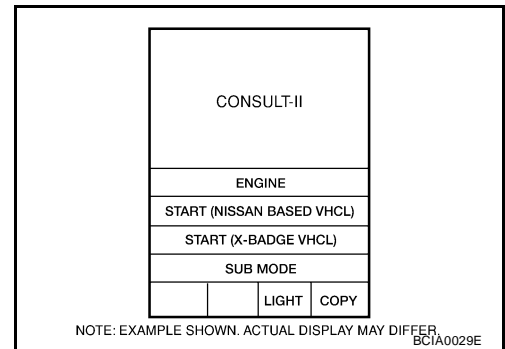 CONSULT-II
ENGINE
START (NISSAN BASED VHCL)
START (X-BADGE VHCL)
SUB MODE
LIGHT COPY
NOTE: EXAMPLE SHOWN. ACTUAL DISPLAY MAY DIFFER.
BCIA0029E